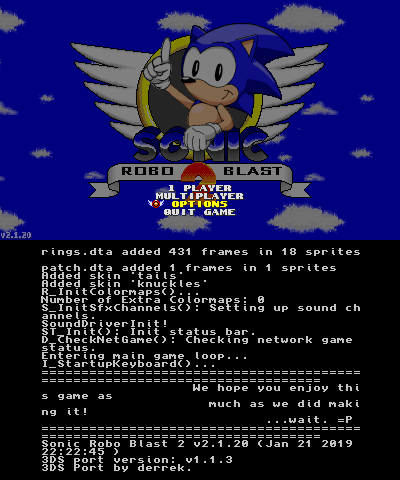 SONIC
ROBO 2 BLAST
1 PLAYER
MULTIPLAYER
OPTIONS
QUIT GAME
v2.1.20
rings.dta added 431 frames in 18 sprites
patch.dta added 1 frames in 1 sprites
Added skin 'tails'
Added skin 'knuckles'
R_InitColormaps()...
Number of Extra Colormaps: 0
S_InitSfxChannels(): Setting up sound ch
annels.
SoundDriverInit!
ST_Init(): Init status bar.
D_CheckNetGame(): Checking network game
status.
Entering main game loop...
I_StartupKeyboard()...
========================================
===================================
We hope you enjoy thi
s game as
much as we did maki
ng it!
...wait. =P
========================================
===================================
Sonic Robo Blast 2 v2.1.20 (Jan 21 2019
22:22:45 )
3DS port version: v1.1.3
3DS Port by derrek.